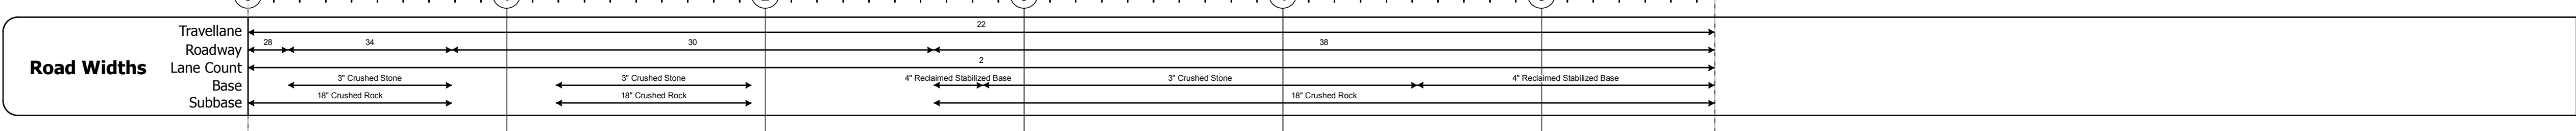 Travellane 22
Roadway 28 34 30 38
Road Widths
Lane Count 2
Base 3" Crushed Stone 3" Crushed Stone 4" Reclaimed Stabilized Base 3" Crushed Stone 4" Reclaimed Stabilized Base
Subbase 18" Crushed Rock 18" Crushed Rock 18" Crushed Rock